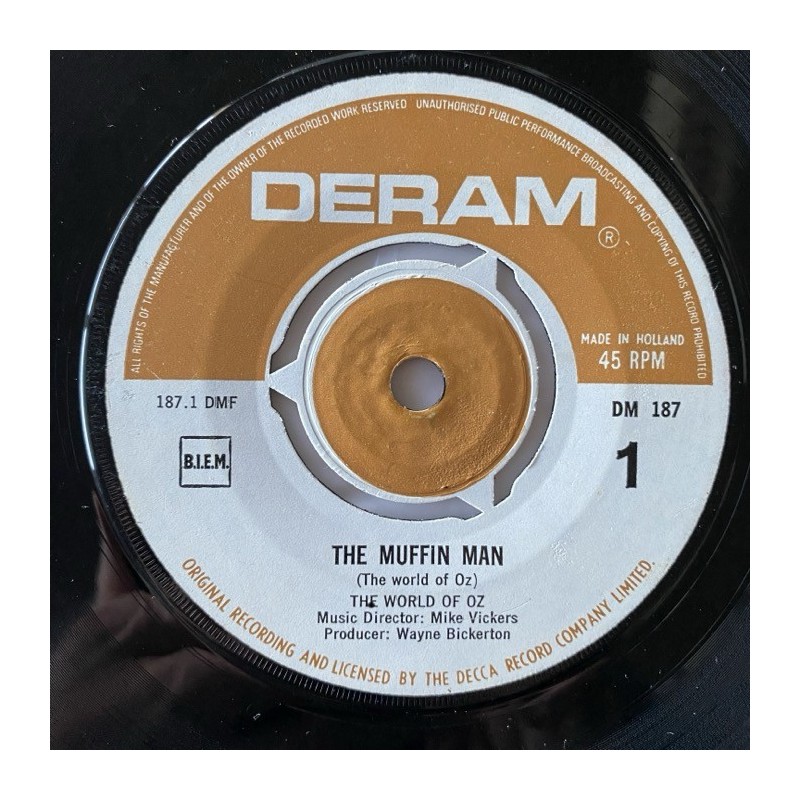 ALL RIGHTS OF THE MANUFACTURER AND OF THE OWNER OF THE RECORDED WORK RESERVED UNAUTHORISED PUBLIC PERFORMANCE BROADCASTING AND COPYING OF THIS RECORD PROHIBITED
DERAM
®
MADE IN HOLLAND
45 RPM
187.1 DMF
DM 187
B.I.E.M.
1
THE MUFFIN MAN
(The world of Oz)
THE WORLD OF OZ
Music Director: Mike Vickers
Producer: Wayne Bickerton
ORIGINAL RECORDING AND LICENSED BY THE DECCA RECORD COMPANY LIMITED.